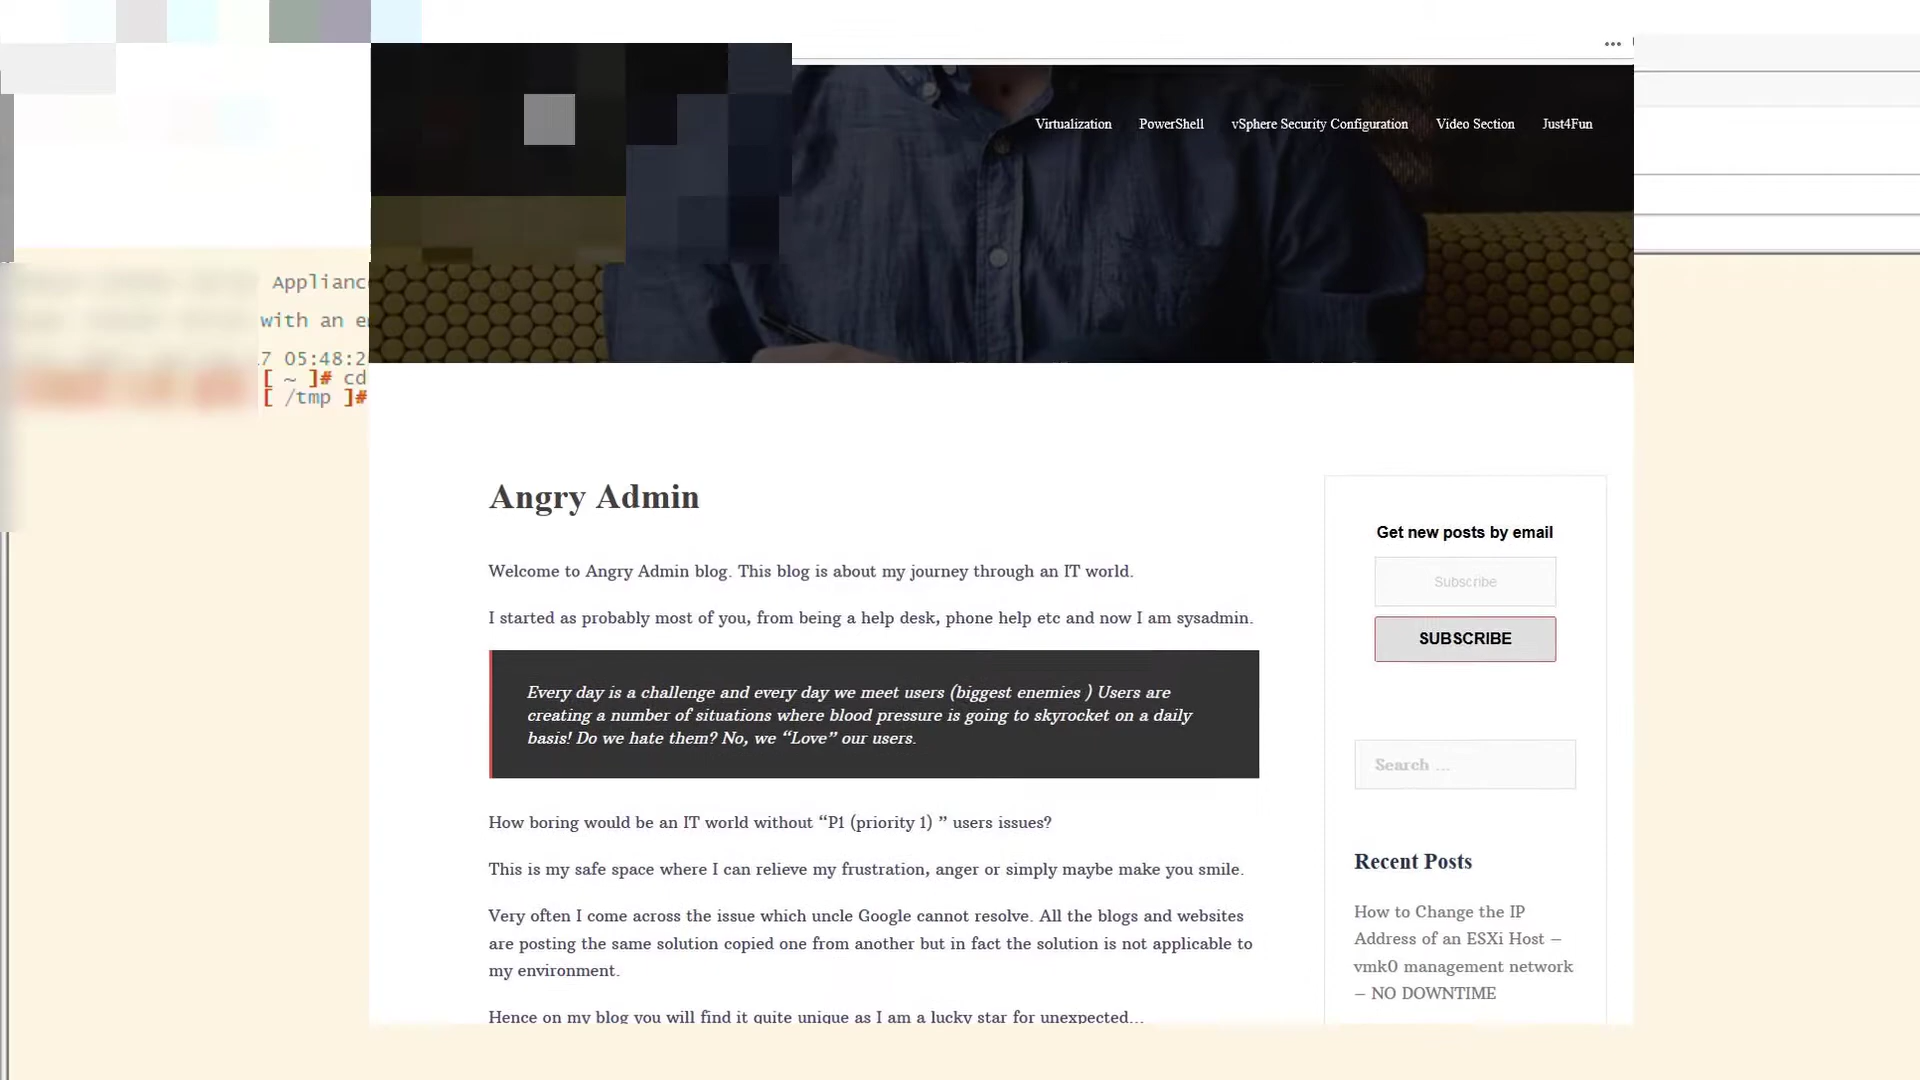 Virtualization PowerShell vSphere Security Configuration Video Section Just4Fun
with an
05:48:2
[ ~ ]# cd
[ /tmp ]#
Angry Admin
Welcome to Angry Admin blog. This blog is about my journey through an IT world.
I started as probably most of you, from being a help desk, phone help etc and now I am sysadmin.
Every day is a challenge and every day we meet users (biggest enemies ) Users are
creating a number of situations where blood pressure is going to skyrocket on a daily
basis! Do we hate them? No, we “Love” our users.
How boring would be an IT world without “P1 (priority 1) ” users issues?
This is my safe space where I can relieve my frustration, anger or simply maybe make you smile.
Very often I come across the issue which uncle Google cannot resolve. All the blogs and websites
are posting the same solution copied one from another but in fact the solution is not applicable to
my environment.
Hence on my blog you will find it quite unique as I am a lucky star for unexpected...
Get new posts by email
Subscribe
SUBSCRIBE
Search ...
Recent Posts
How to Change the IP
Address of an ESXi Host –
vmk0 management network
– NO DOWNTIME